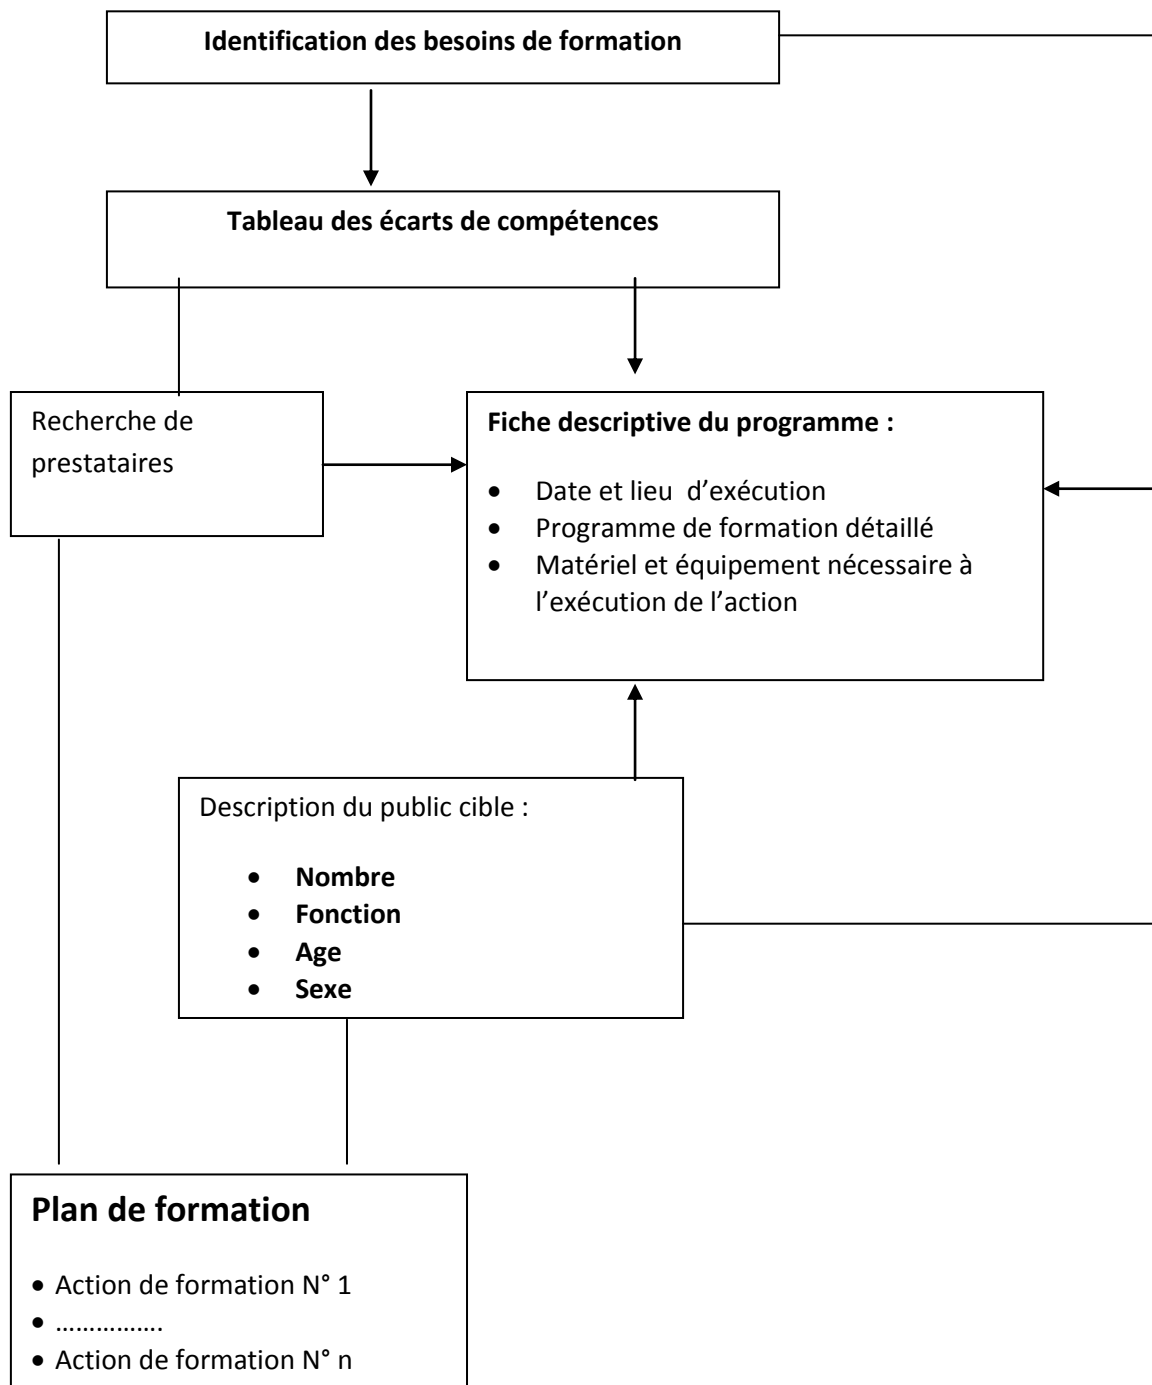 Identification des besoins de formation
Tableau des écarts de compétences
Recherche de
prestataires
Fiche descriptive du programme :
• Date et lieu d’exécution
• Programme de formation détaillé
• Matériel et équipement nécessaire à
l’exécution de l’action
Description du public cible :
• Nombre
• Fonction
• Age
• Sexe
Plan de formation
• Action de formation N° 1
• …………….
• Action de formation N° n